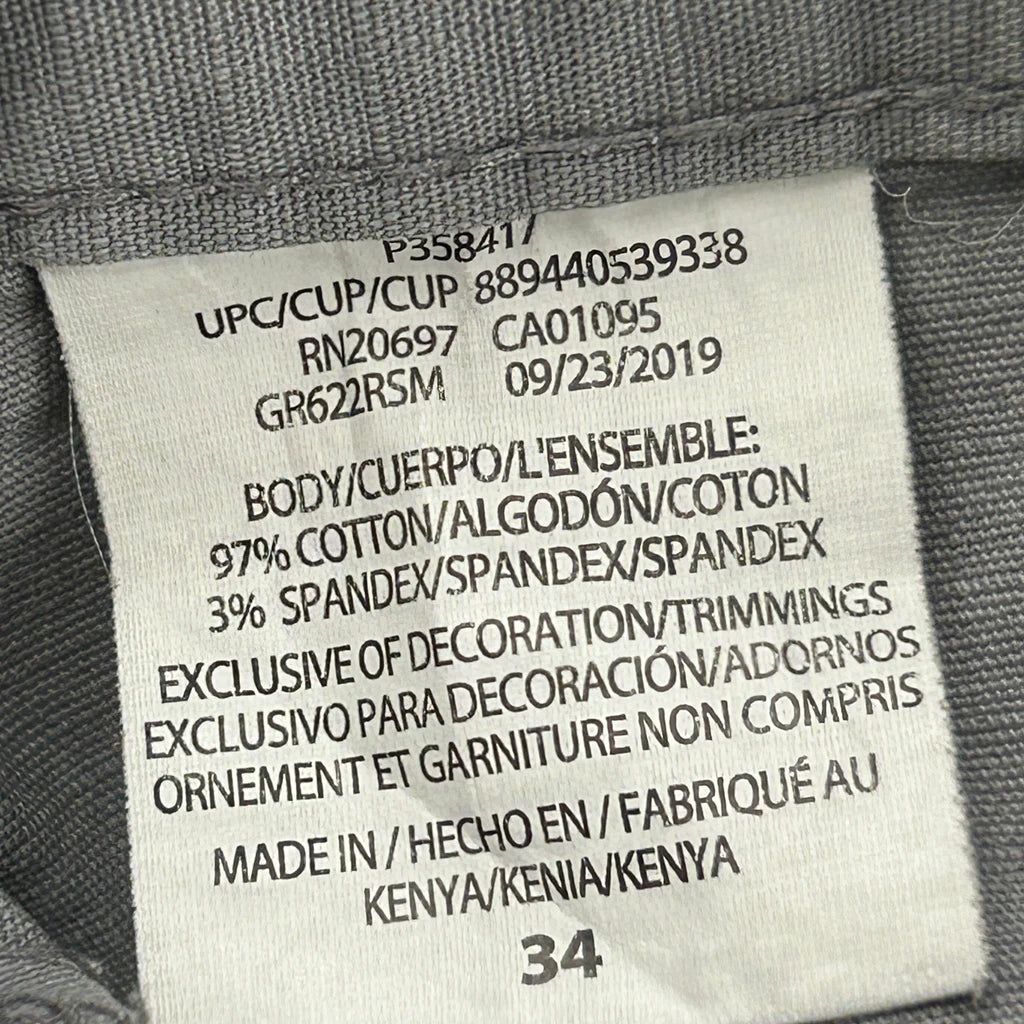 P358417
UPC/CUP/CUP 889440539338
RN20697 CA01095
GR622RSM 09/23/2019
BODY/CUERPO/L'ENSEMBLE:
97% COTTON/ALGODÓN/COTON
3% SPANDEX/SPANDEX/SPANDEX
EXCLUSIVE OF DECORATION/TRIMMINGS
EXCLUSIVO PARA DECORACIÓN/ADORNOS
ORNEMENT ET GARNITURE NON COMPRIS
MADE IN / HECHO EN / FABRIQUÉ AU
KENYA/KENIA/KENYA
34